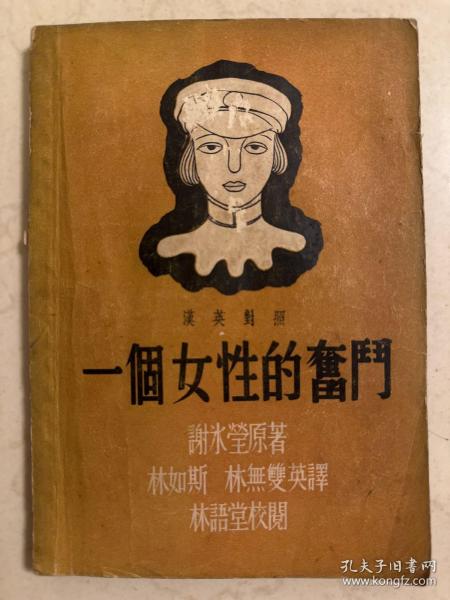 漢英對照
一個女性的奮鬥
謝冰瑩原著
林如斯 林無雙英譯
林語堂校閱
孔夫子旧书网
www.kongfz.com